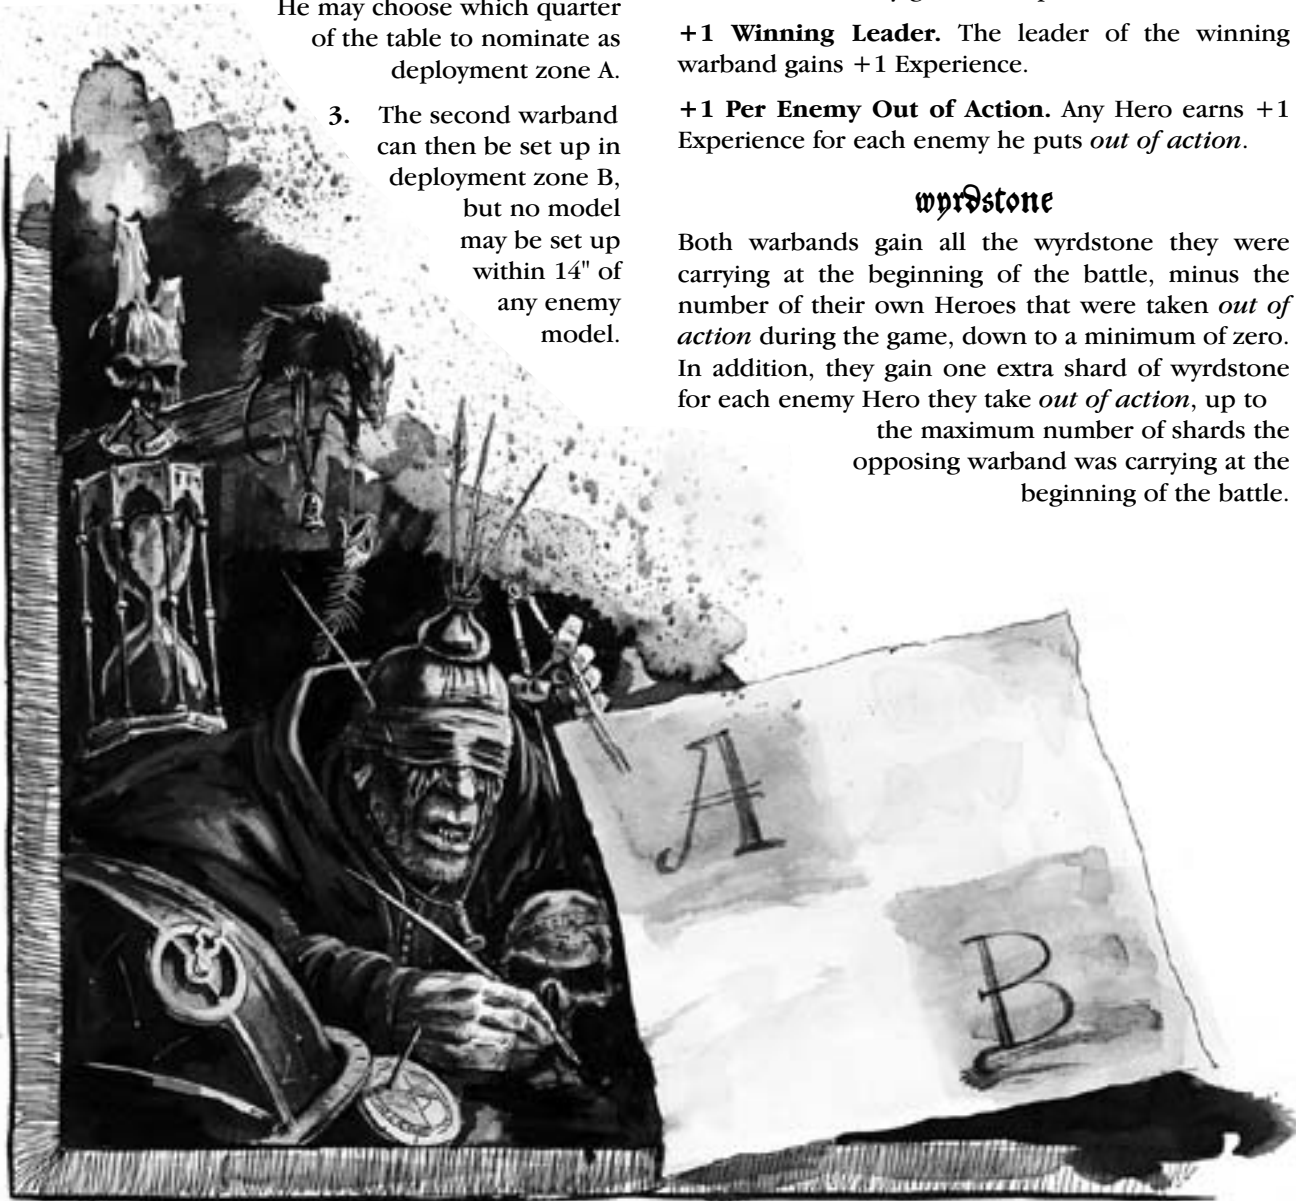 He may choose which quarter
of the table to nominate as
deployment zone A.
3. The second warband
can then be set up in
deployment zone B,
but no model
may be set up
within 14" of
any enemy
model.
+1 Winning Leader. The leader of the winning
warband gains +1 Experience.
+1 Per Enemy Out of Action. Any Hero earns +1
Experience for each enemy he puts out of action.
wyrdstone
Both warbands gain all the wyrdstone they were
carrying at the beginning of the battle, minus the
number of their own Heroes that were taken out of
action during the game, down to a minimum of zero.
In addition, they gain one extra shard of wyrdstone
for each enemy Hero they take out of action, up to
the maximum number of shards the
opposing warband was carrying at the
beginning of the battle.
A
B